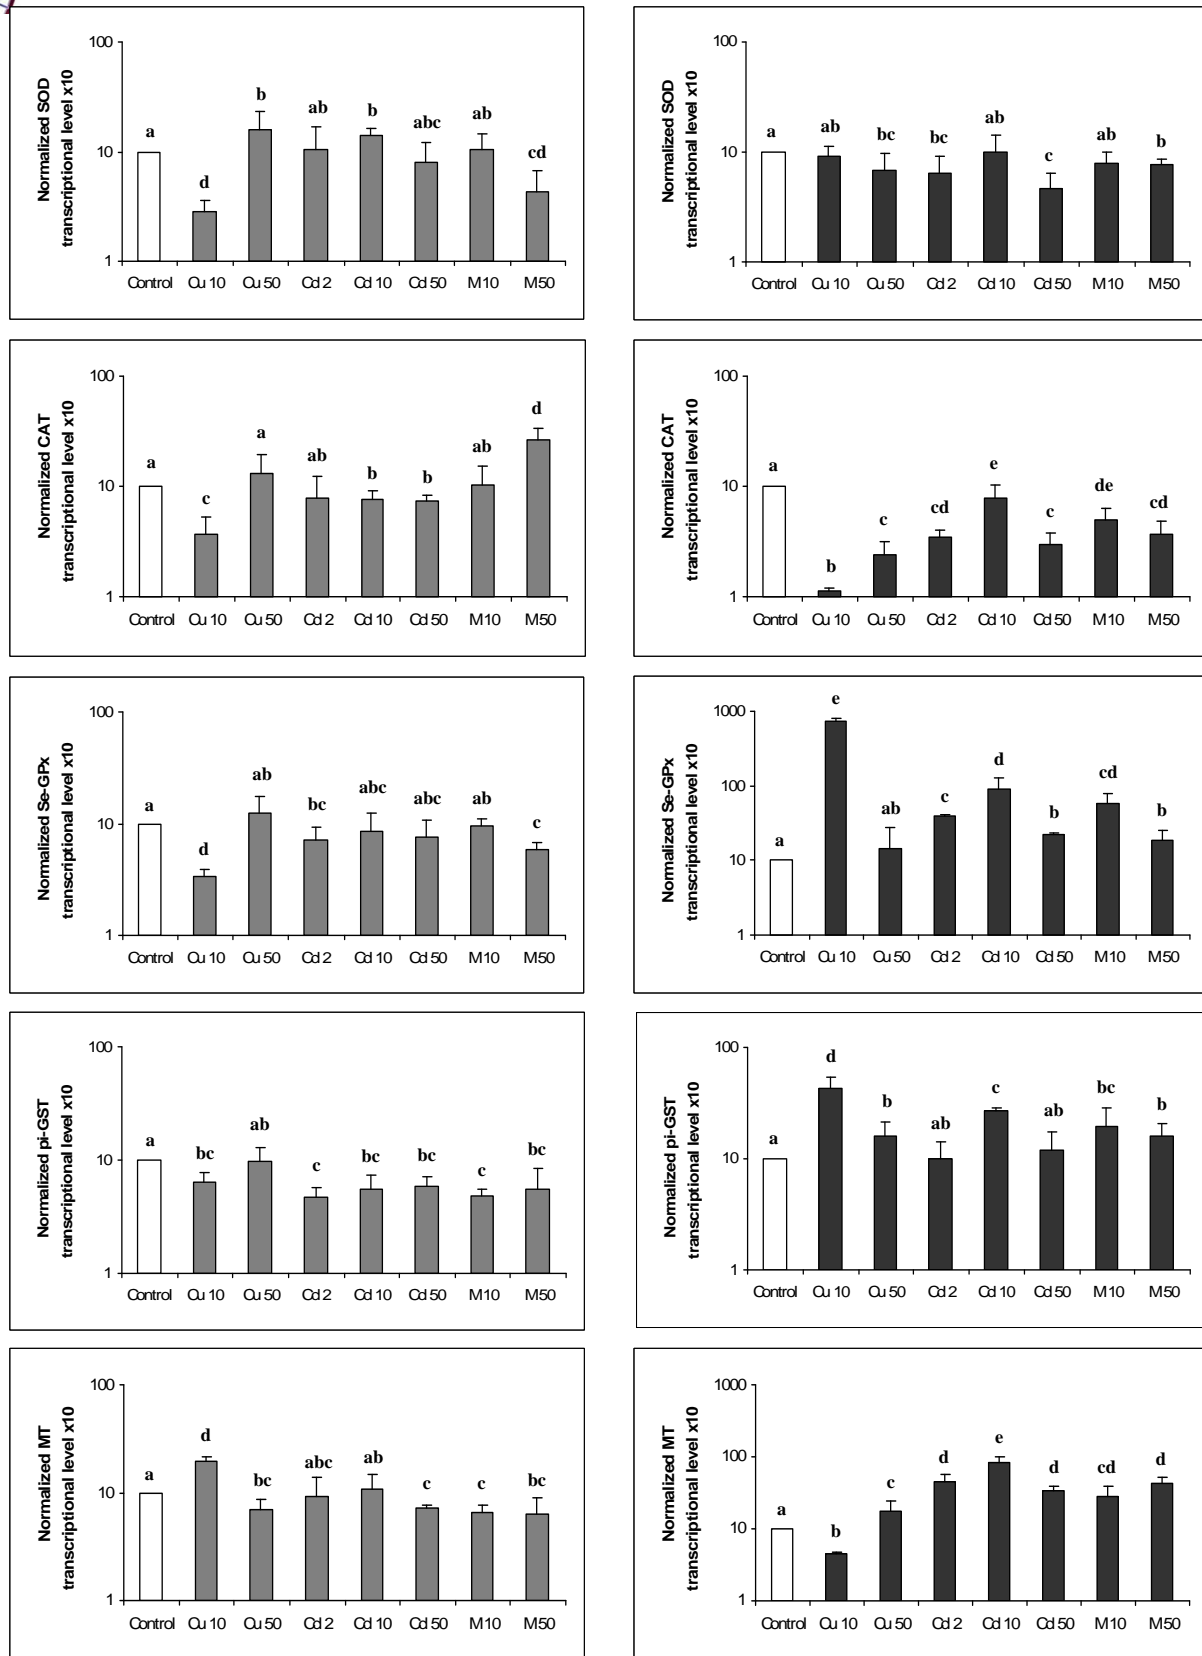 Normalized SOD
transcriptional level x10
100
10
1
a
d
b
ab
b
abc
ab
cd
Control Cu 10 Cu 50 Cd 2 Cd 10 Cd 50 M10 M50
Normalized SOD
transcriptional level x10
100
10
1
a
ab
bc
bc
ab
c
ab
b
Control Cu 10 Cu 50 Cd 2 Cd 10 Cd 50 M10 M50
Normalized CAT
transcriptional level x10
100
10
1
a
c
a
ab
b
b
ab
d
Control Cu 10 Cu 50 Cd 2 Cd 10 Cd 50 M10 M50
Normalized CAT
transcriptional level x10
100
10
1
a
b
c
cd
e
c
de
cd
Control Cu 10 Cu 50 Cd 2 Cd 10 Cd 50 M10 M50
Normalized Se-GPx
transcriptional level x10
100
10
1
a
d
ab
bc
abc
abc
ab
c
Control Cu 10 Cu 50 Cd 2 Cd 10 Cd 50 M10 M50
Normalized Se-GPx
transcriptional level x10
1000
100
10
1
a
e
ab
c
d
b
cd
b
Control Cu 10 Cu 50 Cd 2 Cd 10 Cd 50 M10 M50
Normalized pi-GST
transcriptional level x10
100
10
1
a
bc
ab
c
bc
bc
c
bc
Control Cu 10 Cu 50 Cd 2 Cd 10 Cd 50 M10 M50
Normalized pi-GST
transcriptional level x10
100
10
1
a
d
b
ab
c
ab
bc
b
Control Cu 10 Cu 50 Cd 2 Cd 10 Cd 50 M10 M50
Normalized MT
transcriptional level x10
100
10
1
a
d
bc
abc
ab
c
c
bc
Control Cu 10 Cu 50 Cd 2 Cd 10 Cd 50 M10 M50
Normalized MT
transcriptional level x10
1000
100
10
1
a
b
c
d
e
d
cd
d
Control Cu 10 Cu 50 Cd 2 Cd 10 Cd 50 M10 M50